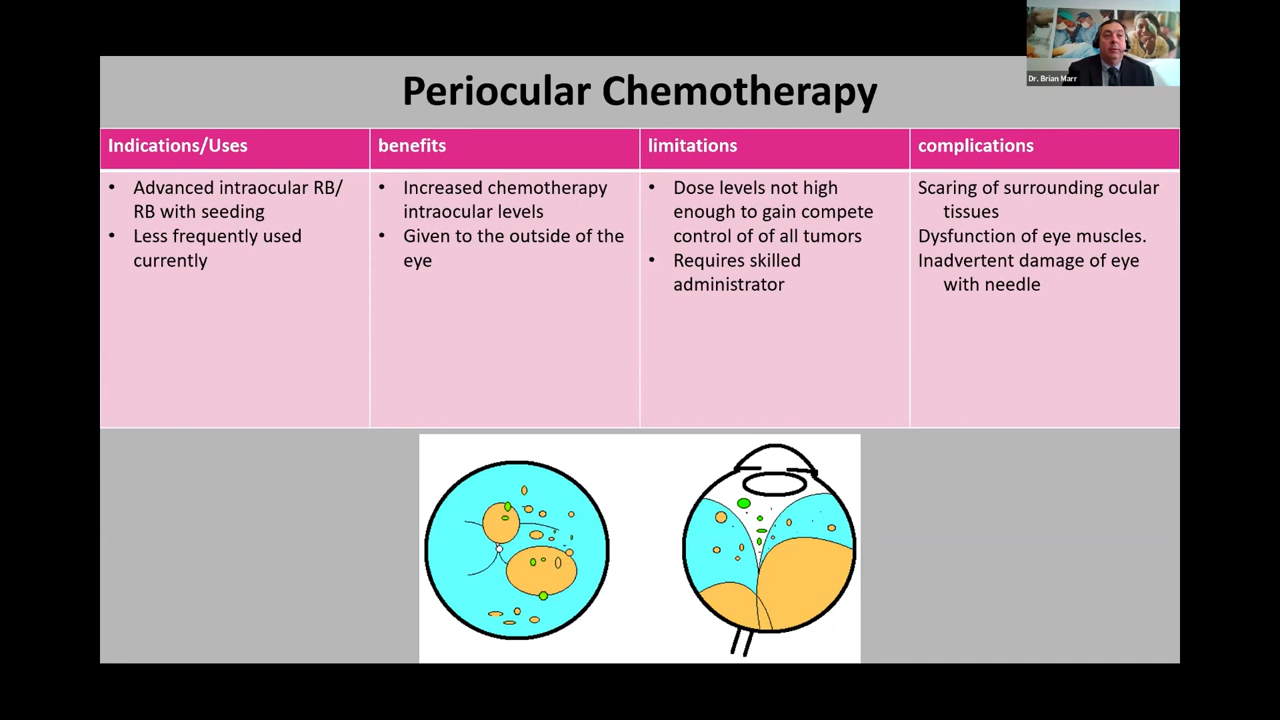 Dr. Brian Marr
Periocular Chemotherapy
Indications/Uses
benefits
limitations
complications
• Advanced intraocular RB/
RB with seeding
• Less frequently used
currently
• Increased chemotherapy
intraocular levels
• Given to the outside of the
eye
• Dose levels not high
enough to gain compete
control of of all tumors
• Requires skilled
administrator
Scaring of surrounding ocular
tissues
Dysfunction of eye muscles.
Inadvertent damage of eye
with needle